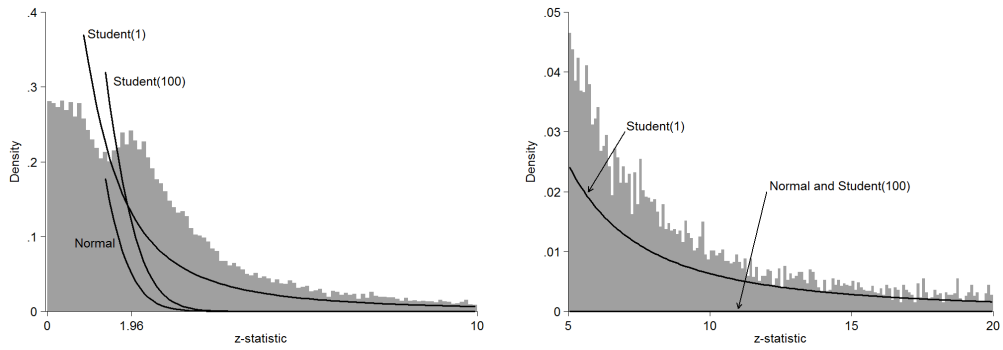 .4
.3
.2
.1
0
Density
Student(1)
Student(100)
Normal
0
1.96
10
z-statistic
.05
.04
.03
.02
.01
0
Density
Student(1)
Normal and Student(100)
5
10
15
20
z-statistic